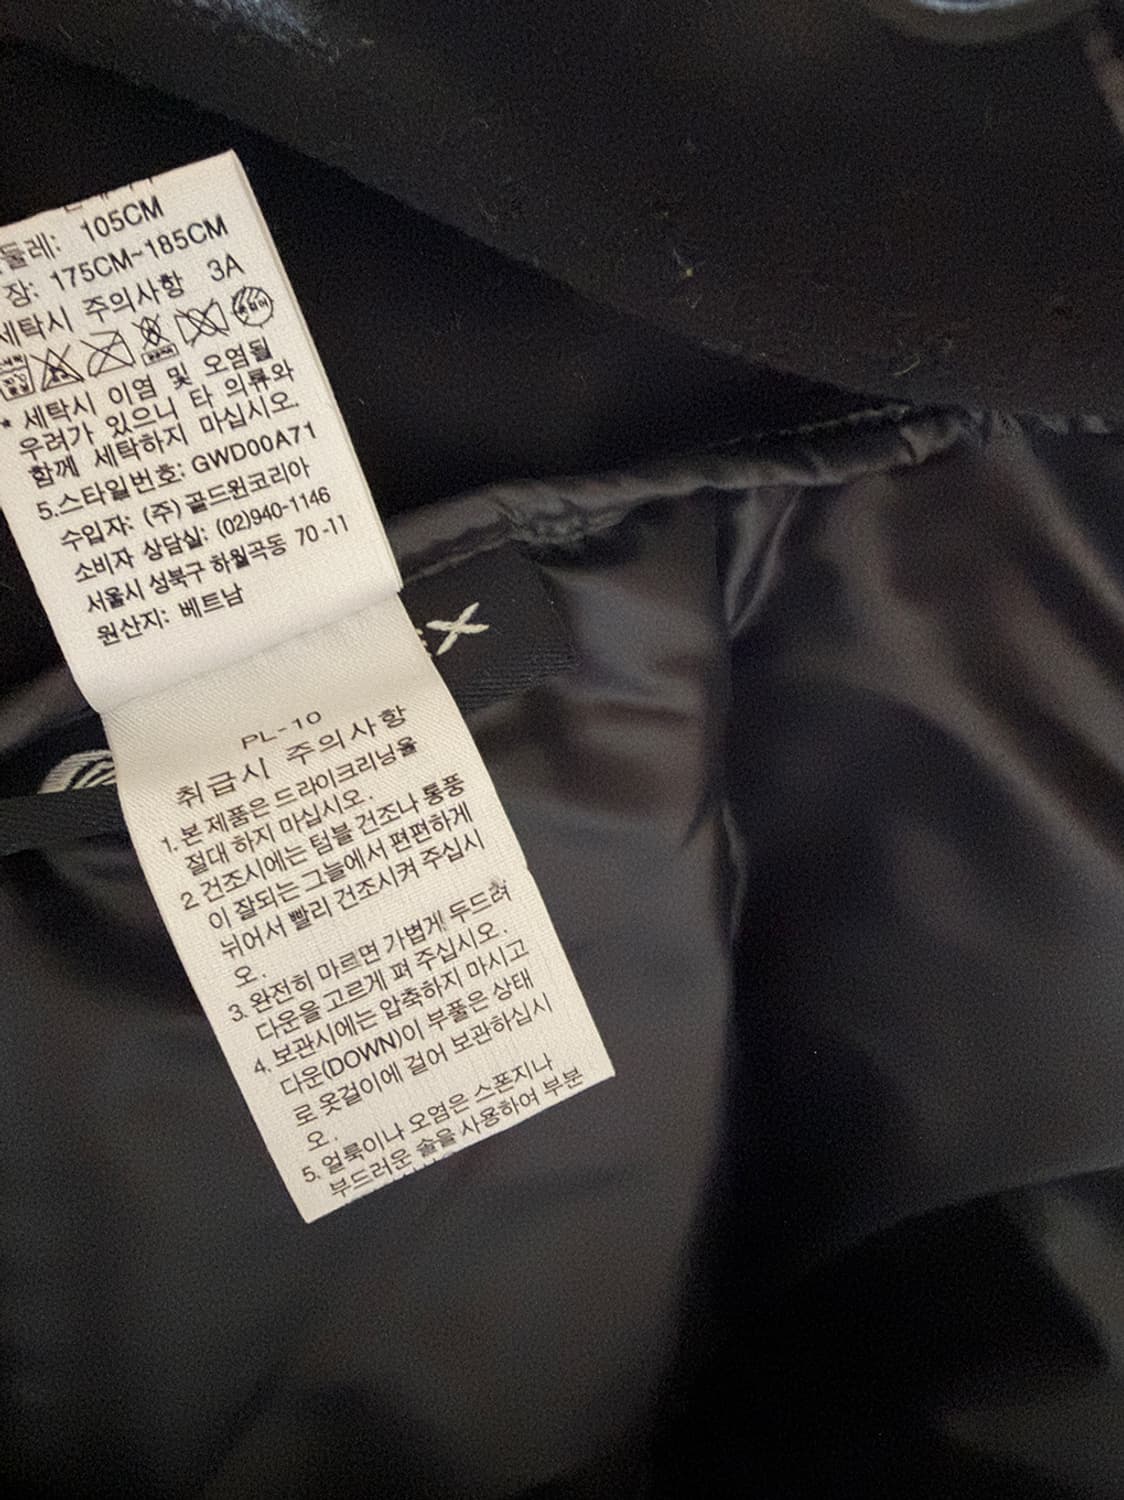 둘레: 105CM
장: 175CM~185CM
세탁시 주의사항 3A
* 세탁시 이염 및 오염될
우려가 있으니 타 의류와
함께 세탁하지 마십시오.
5.스타일번호: GWD00A71
수입자: (주) 골드윈코리아
소비자 상담실: (02)940-1146
서울시 성북구 하월곡동 70-11
원산지: 베트남
X
PL-10
취급시 주의사항
1. 본 제품은 드라이크리닝을
절대 하지 마십시오.
2. 건조시에는 텀블 건조나 통풍
이 잘되는 그늘에서 편편하게
뉘어서 빨리 건조시켜 주십시
오.
3. 완전히 마르면 가볍게 두드려
다운을 고르게 펴 주십시오.
4. 보관시에는 압축하지 마시고
다운(DOWN)이 부풀은 상태
로 옷걸이에 걸어 보관하십시
오.
5. 얼룩이나 오염은 스폰지나
부드러운 솔을 사용하여 부분